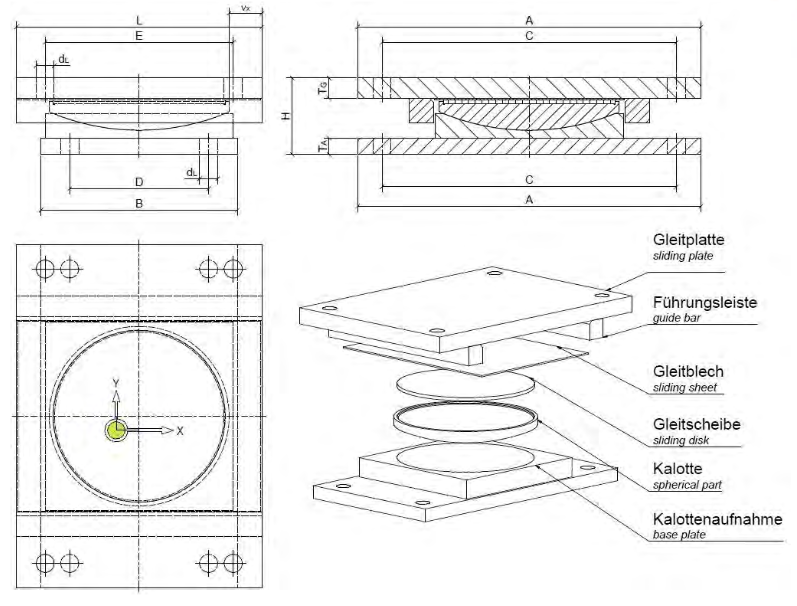 L
Vx
E
dL
D
dL
B
A
C
TG
H
TA
C
A
Y
X
Gleitplatte
sliding plate
Führungsleiste
guide bar
Gleitblech
sliding sheet
Gleitscheibe
sliding disk
Kalotte
spherical part
Kalottenaufnahme
base plate